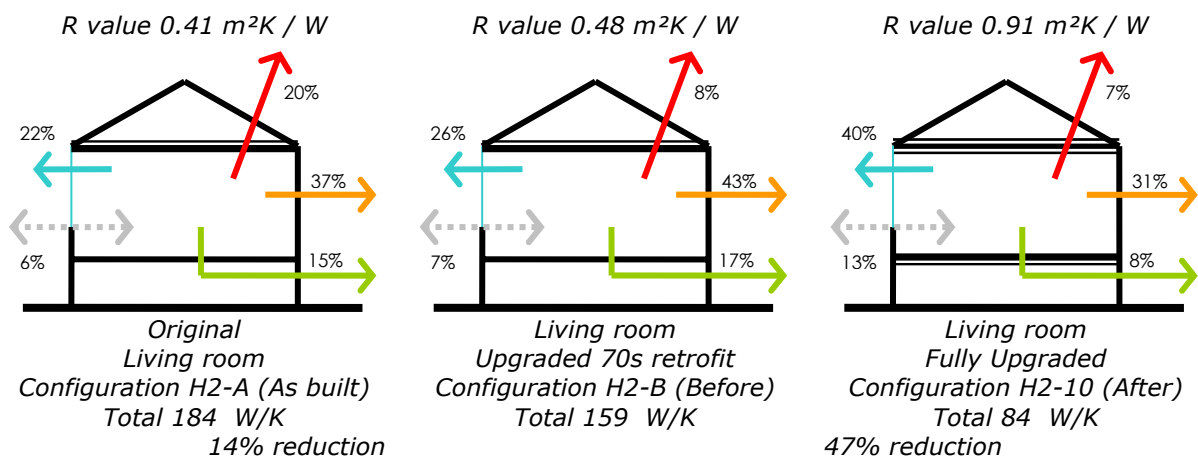 R value 0.41 m²K / W
20%
22%
37%
6%
15%
Original
Living room
Configuration H2-A (As built)
Total 184 W/K
14% reduction
R value 0.48 m²K / W
8%
26%
43%
7%
17%
Living room
Upgraded 70s retrofit
Configuration H2-B (Before)
Total 159 W/K
R value 0.91 m²K / W
7%
40%
31%
13%
8%
Living room
Fully Upgraded
Configuration H2-10 (After)
Total 84 W/K
47% reduction